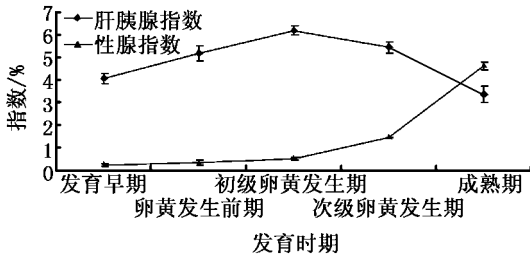 7
6
5
4
3
2
1
0
指数/%
肝胰腺指数
性腺指数
发育早期
卵黄发生前期
初级卵黄发生期
次级卵黄发生期
成熟期
发育时期